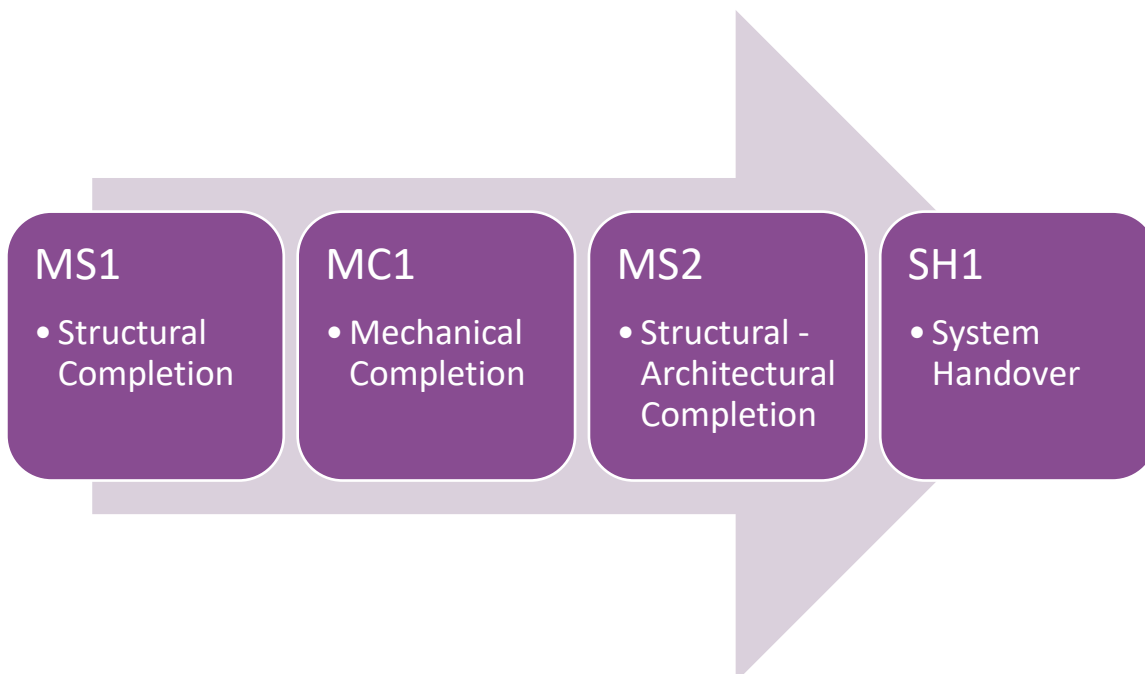 MS1
• Structural
Completion
MC1
• Mechanical
Completion
MS2
• Structural -
Architectural
Completion
SH1
• System
Handover